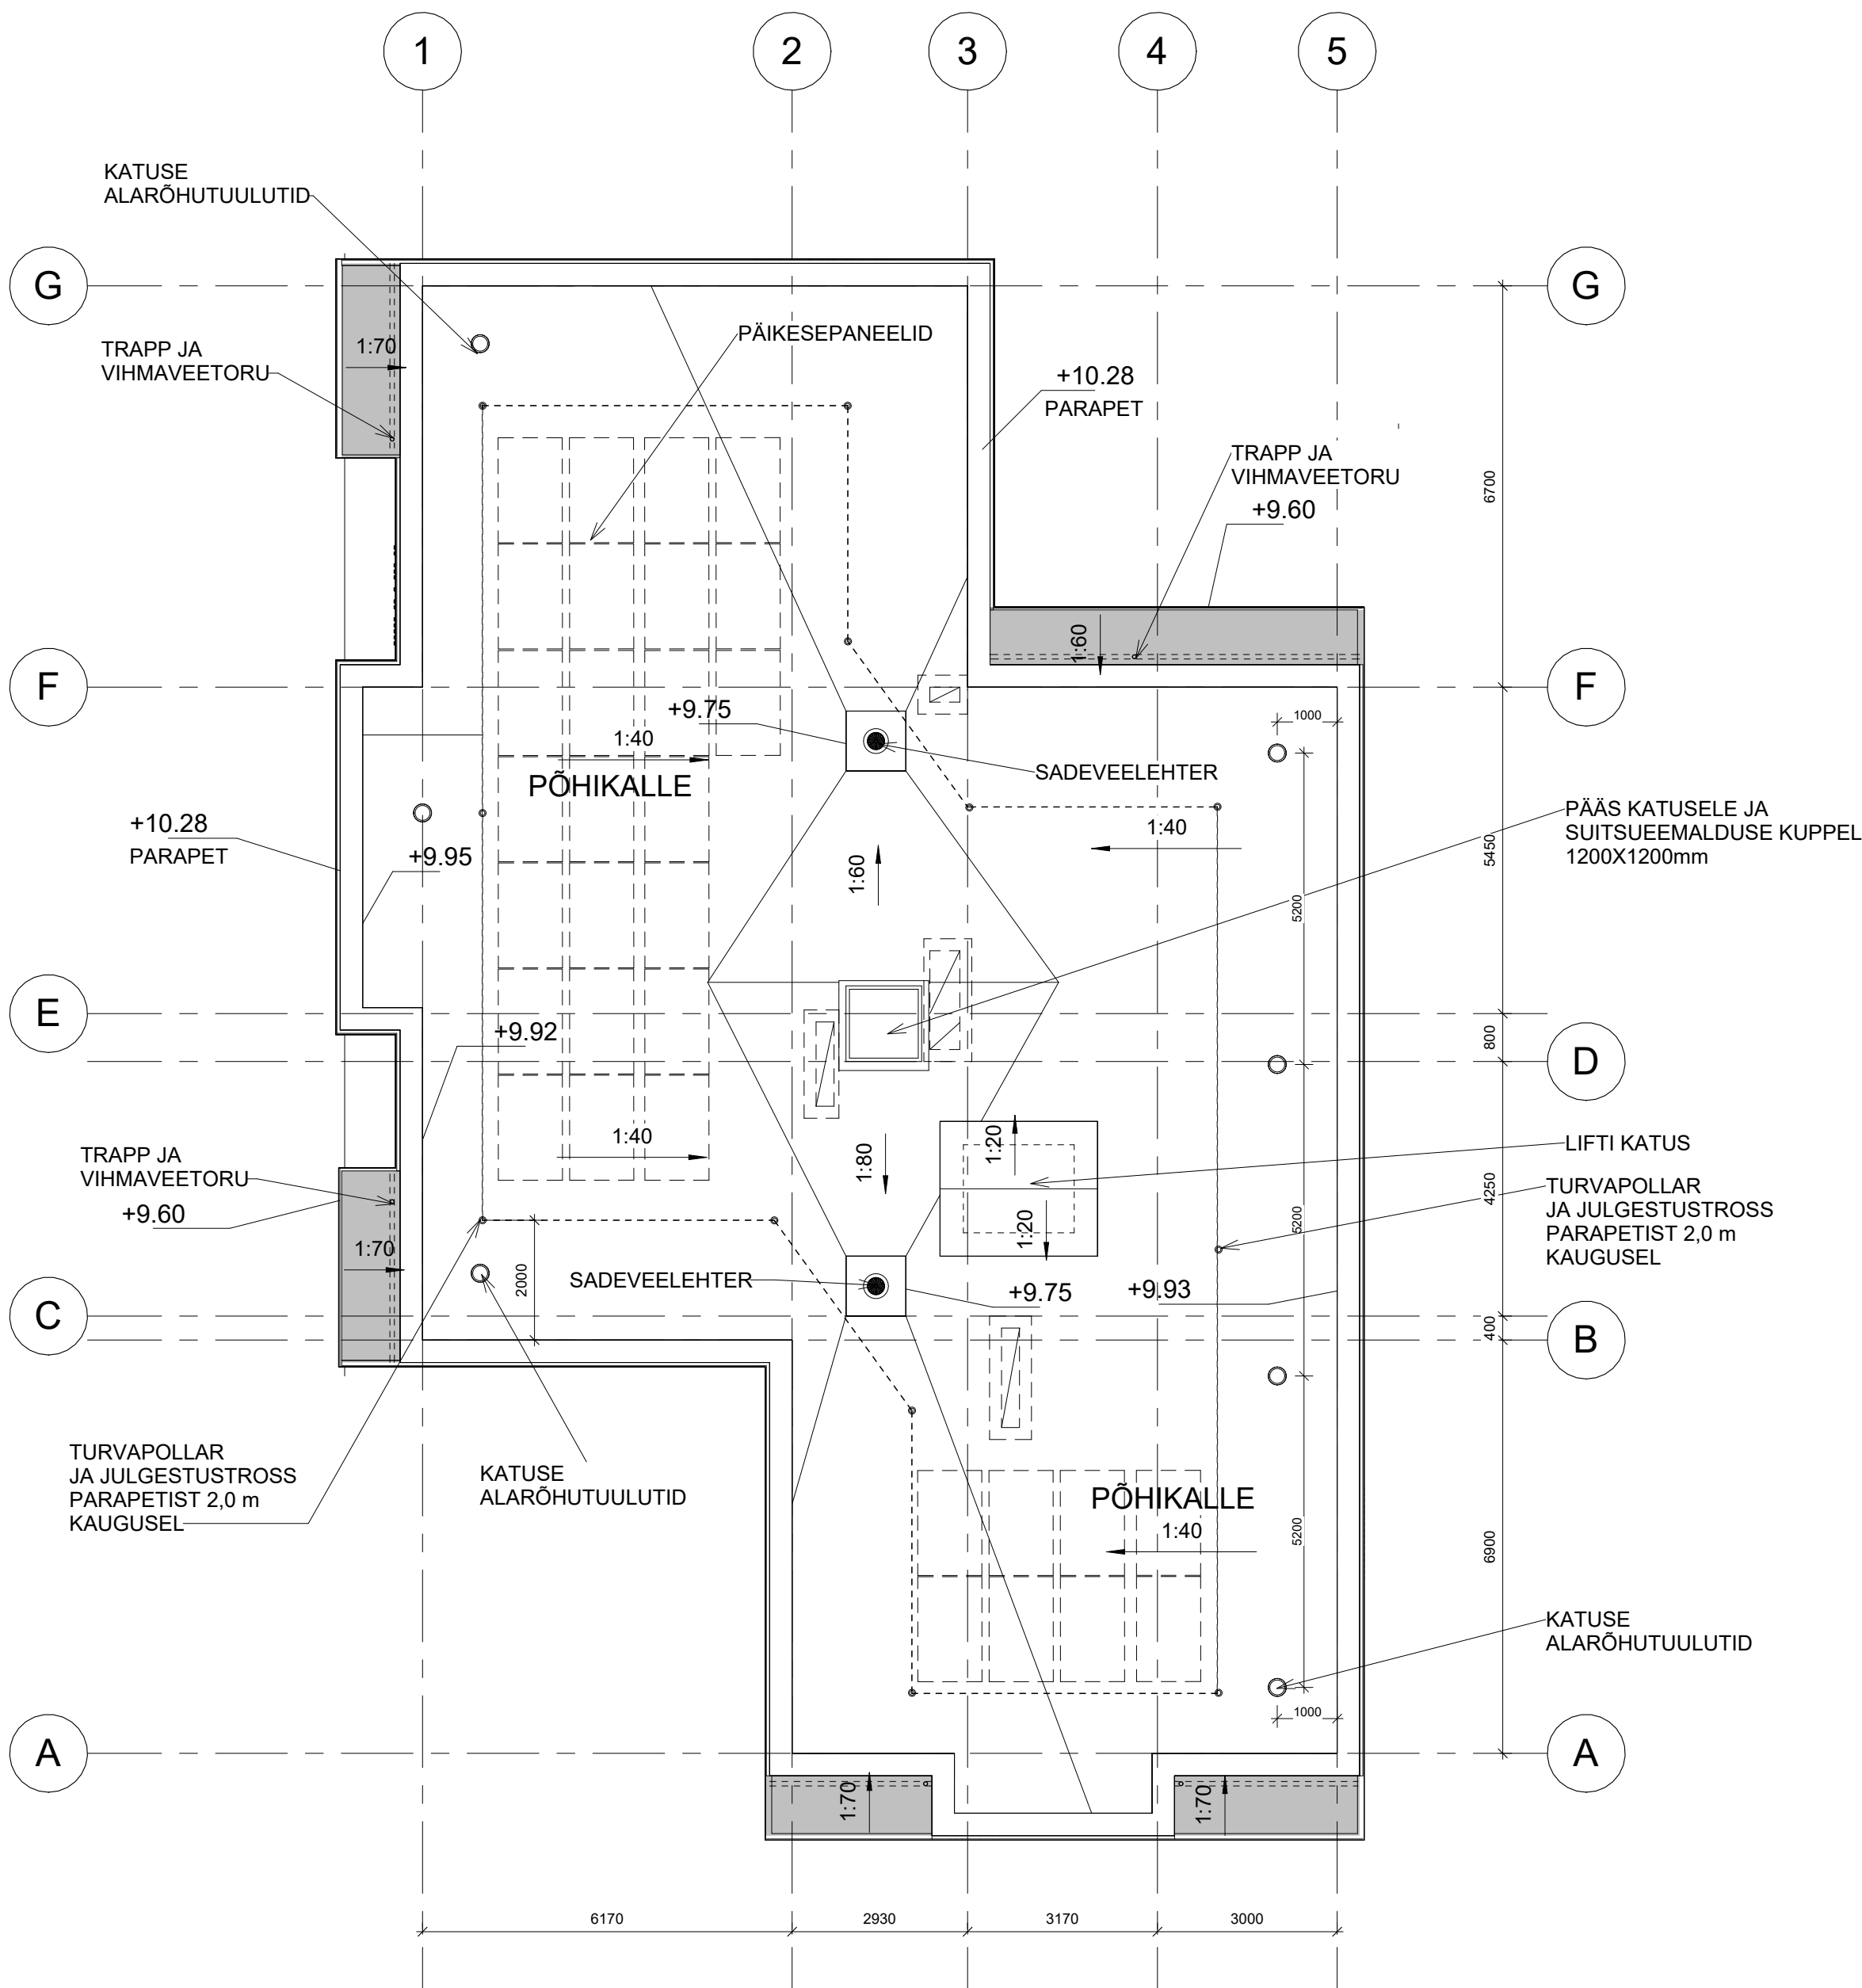 1
2
3
4
5
KATUSE
ALARÕHUTUULUTID
G
G
TRAPP JA
VIHMAVEETORU
1:70
PÄIKESEPANEELID
+10.28
PARAPET
TRAPP JA
VIHMAVEETORU
+9.60
6700
1:60
F
F
+9.75
1:40
PÕHIKALLE
1000
SADEVEELEHTER
+10.28
PARAPET
+9.95
1:60
1:40
5200
5450
PÄÄS KATUSELE JA
SUITSUEEMALDUSE KUPPEL
1200X1200mm
E
+9.92
800
D
TRAPP JA
VIHMAVEETORU
+9.60
1:70
1:40
1:80
1:20
1:20
LIFTI KATUS
4250
5200
TURVAPOLLAR
JA JULGESTUSTROSS
PARAPETIST 2,0 m
KAUGUSEL
2000
SADEVEELEHTER
+9.75
+9.93
C
400
B
TURVAPOLLAR
JA JULGESTUSTROSS
PARAPETIST 2,0 m
KAUGUSEL
KATUSE
ALARÕHUTUULUTID
PÕHIKALLE
1:40
5200
6900
KATUSE
ALARÕHUTUULUTID
1000
A
A
1:70
1:70
6170
2930
3170
3000